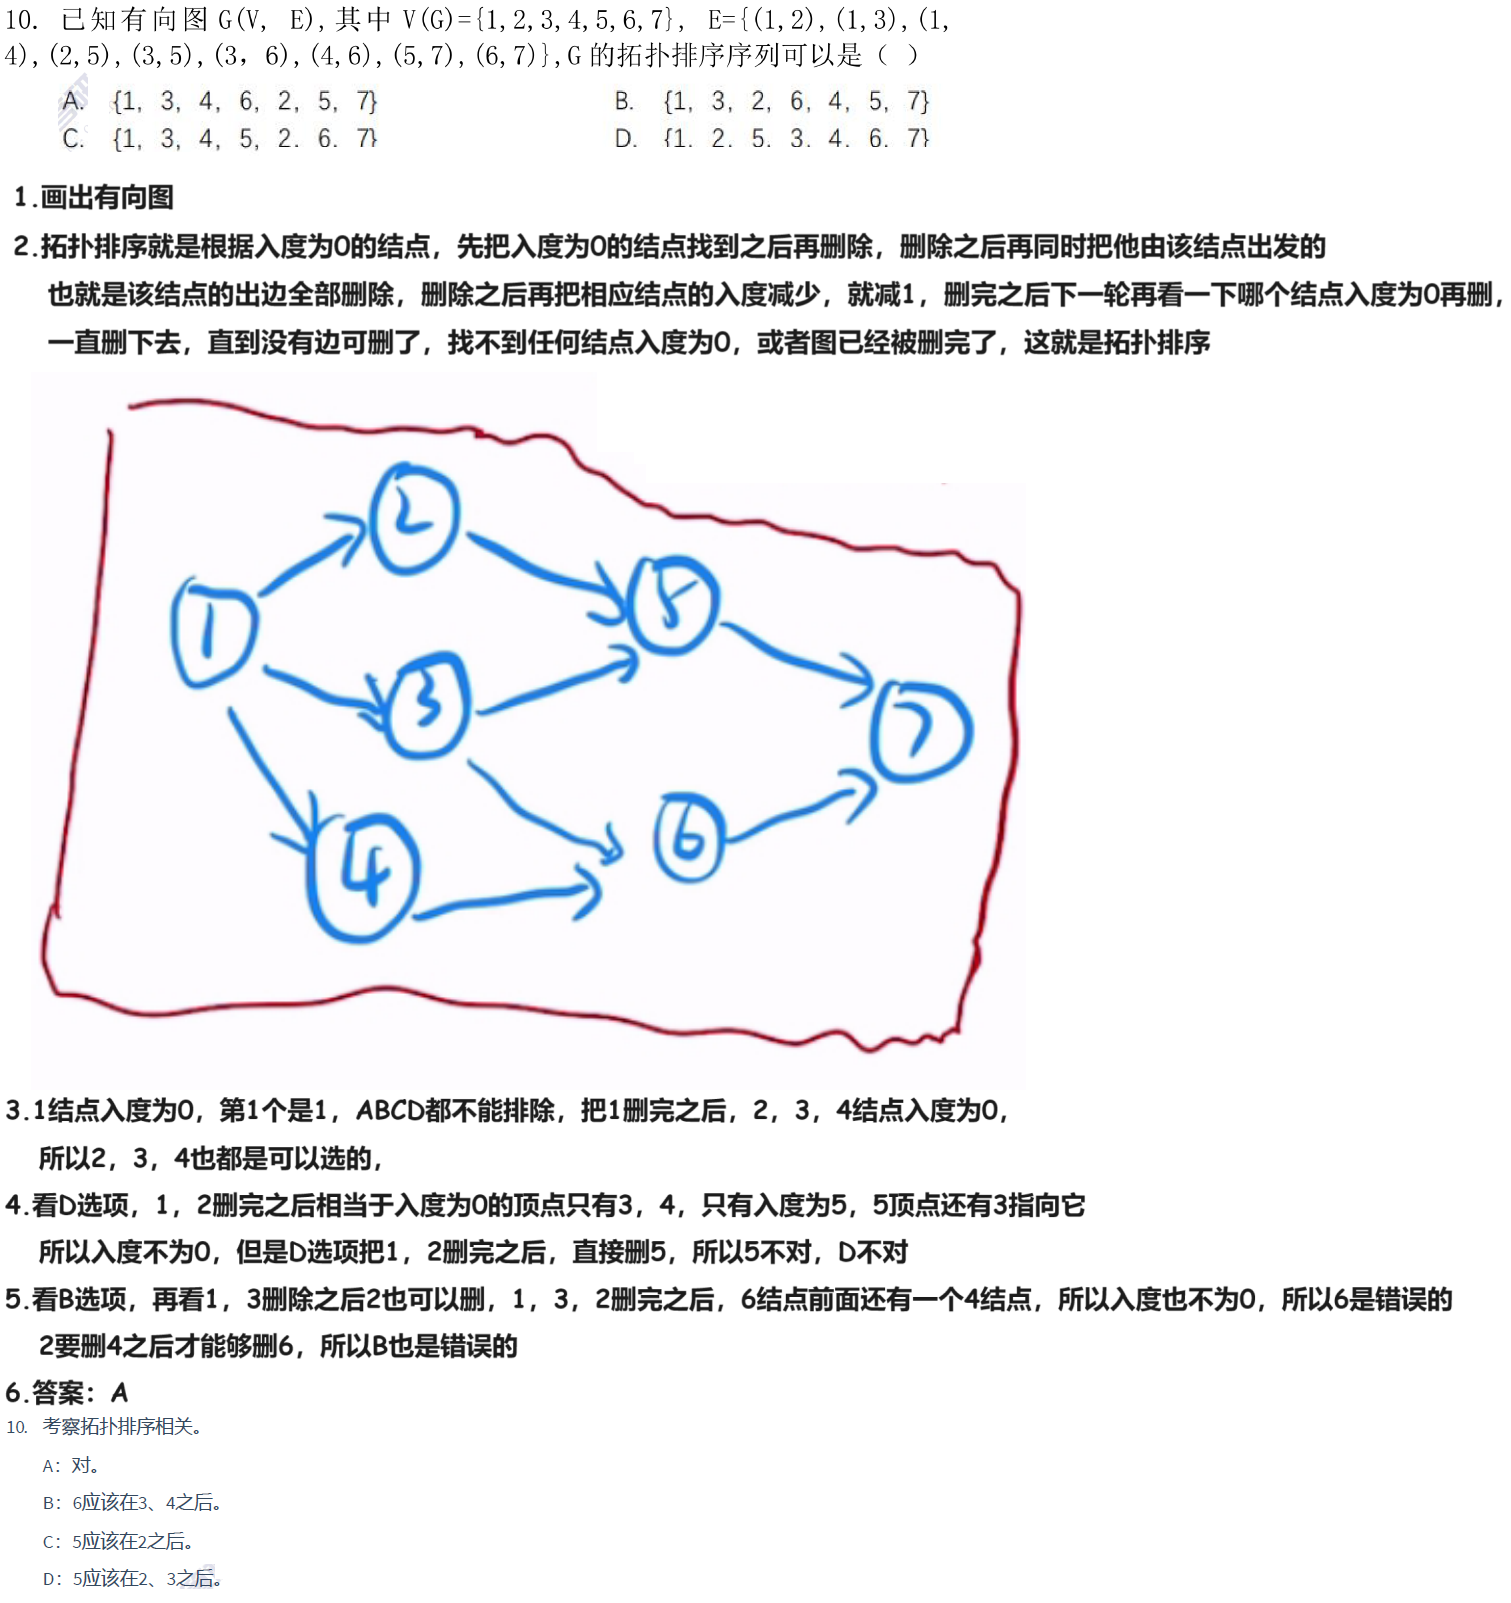 10. 已知有向图 G(V, E),其中 V(G)={1,2,3,4,5,6,7}, E={(1,2),(1,3),(1,
4),(2,5),(3,5),(3, 6),(4,6),(5,7),(6,7)},G 的拓扑排序序列可以是（ ）
A. {1, 3, 4, 6, 2, 5, 7} B. {1, 3, 2, 6, 4, 5, 7}
C. {1, 3, 4, 5, 2. 6. 7} D. {1. 2. 5. 3. 4. 6. 7}
1.画出有向图
2.拓扑排序就是根据入度为0的结点，先把入度为0的结点找到之后再删除，删除之后再同时把他由该结点出发的
也就是该结点的出边全部删除，删除之后再把相应结点的入度减少，就减1，删完之后下一轮再看一下哪个结点入度为0再删，
一直删下去，直到没有边可删了，找不到任何结点入度为0，或者图已经被删完了，这就是拓扑排序
2
1
5
3
7
6
4
3.1结点入度为0，第1个是1，ABCD都不能排除，把1删完之后，2，3，4结点入度为0，
所以2，3，4也都是可以选的，
4.看D选项，1，2删完之后相当于入度为0的顶点只有3，4，只有入度为5，5顶点还有3指向它
所以入度不为0，但是D选项把1，2删完之后，直接删5，所以5不对，D不对
5.看B选项，再看1，3删除之后2也可以删，1，3，2删完之后，6结点前面还有一个4结点，所以入度也不为0，所以6是错误的
2要删4之后才能够删6，所以B也是错误的
6.答案：A
10. 考察拓扑排序相关。
A：对。
B：6应该在3、4之后。
C：5应该在2之后。
D：5应该在2、3之后。